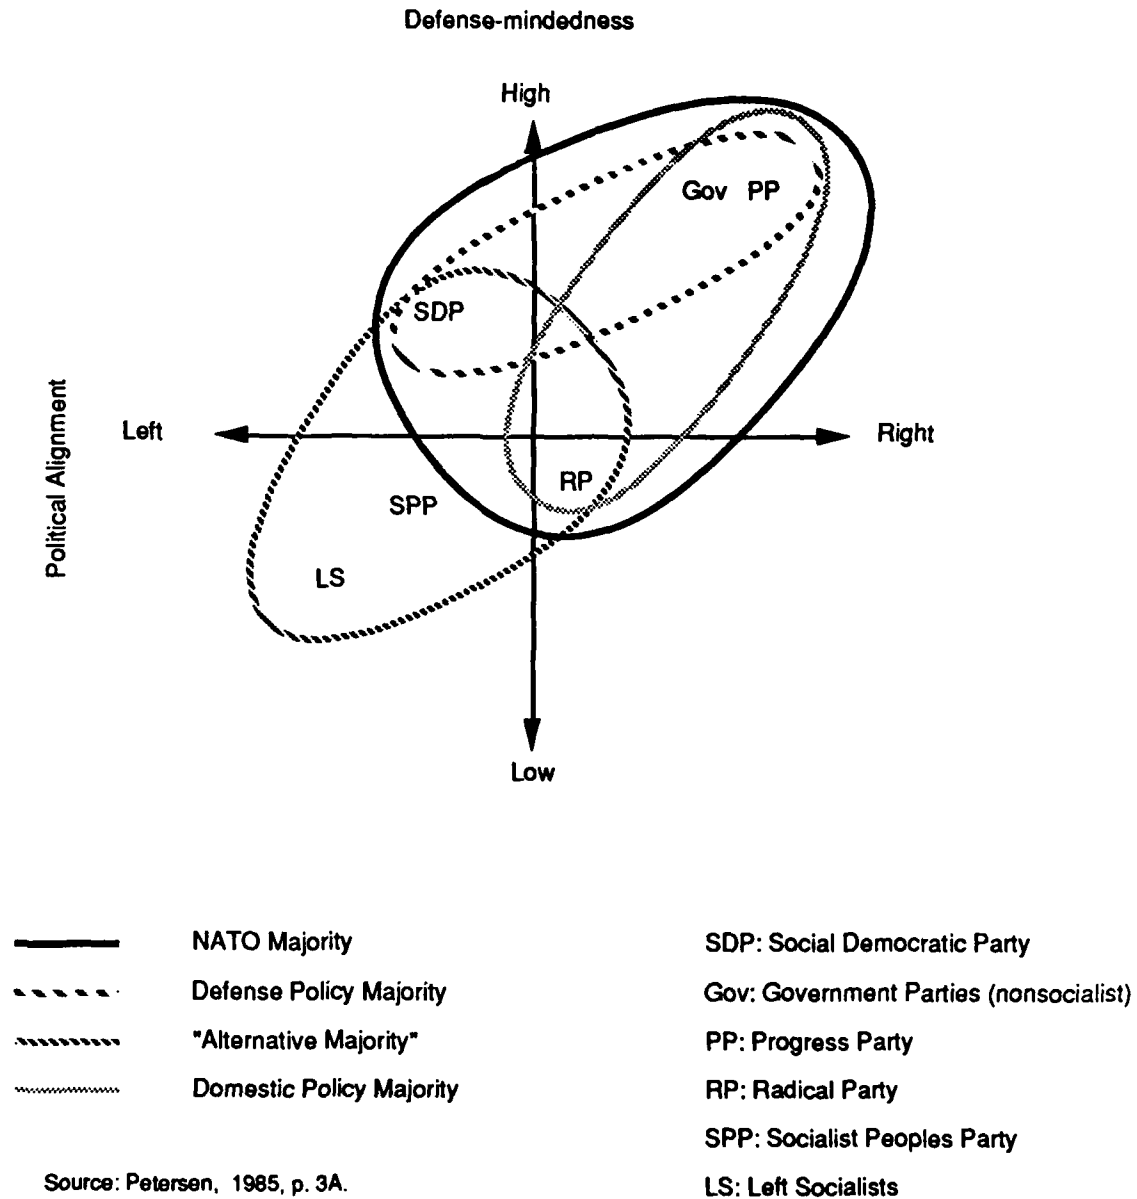 Defense-mindedness
High
Gov PP
SDP
Political Alignment
Left
Right
RP
SPP
LS
Low
NATO Majority
Defense Policy Majority
"Alternative Majority"
Domestic Policy Majority
SDP: Social Democratic Party
Gov: Government Parties (nonsocialist)
PP: Progress Party
RP: Radical Party
SPP: Socialist Peoples Party
LS: Left Socialists
Source: Petersen, 1985, p. 3A.